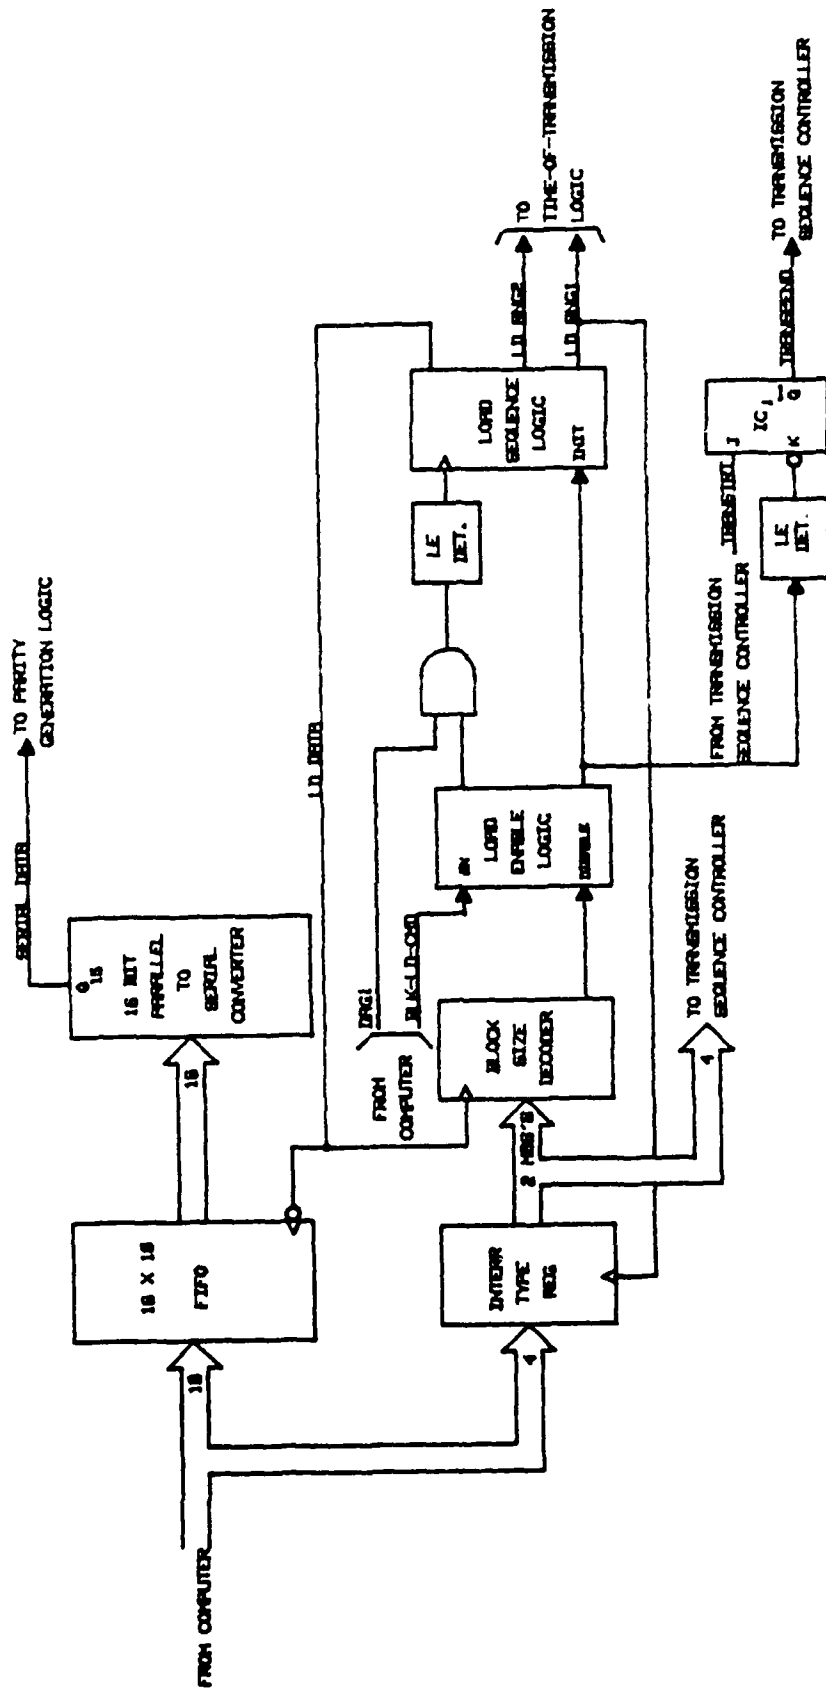 FROM COMPUTER
16
16 X 16
FIFO
16
Q
15
16 BIT
PARALLEL
TO
SERIAL
CONVERTER
SERIAL DATA
TO PARITY
GENERATION LOGIC
4
INTERR
TYPE
REG
2 MSB'S
4
TO TRANSMISSION
SEQUENCE CONTROLLER
BLOCK
SIZE
DECODER
FROM
COMPUTER
DRG1
BLK-LD-CMD
LD DATA
EN
LOAD
ENABLE
LOGIC
DISABLE
LE
DET.
LOAD
SEQUENCE
LOGIC
INIT
LD RNG2
LD RNG1
TO
TIME-OF-TRANSMISSION
LOGIC
FROM TRANSMISSION
SEQUENCE CONTROLLER
TRANSTRT
LE
DET.
J
IC
K
Q
TRANSPEND
TO TRANSMISSION
SEQUENCE CONTROLLER